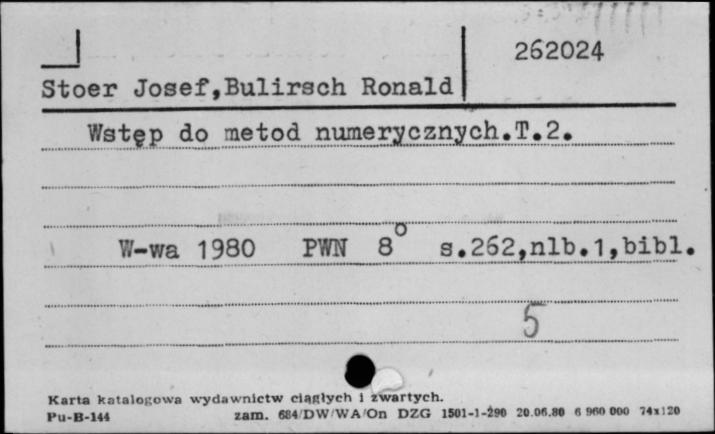 262024
Stoer Josef,Bulirsch Ronald
Wstęp do metod numerycznych.T.2.
W-wa 1980 PWN 8° s.262,nlb.1,bibl.
5
Karta katalogowa wydawnictw ciągłych i zwartych.
Pu-B-144 zam. 684/DW/WA/On DZG 1501-1-290 20.06.80 6 960 000 74x120